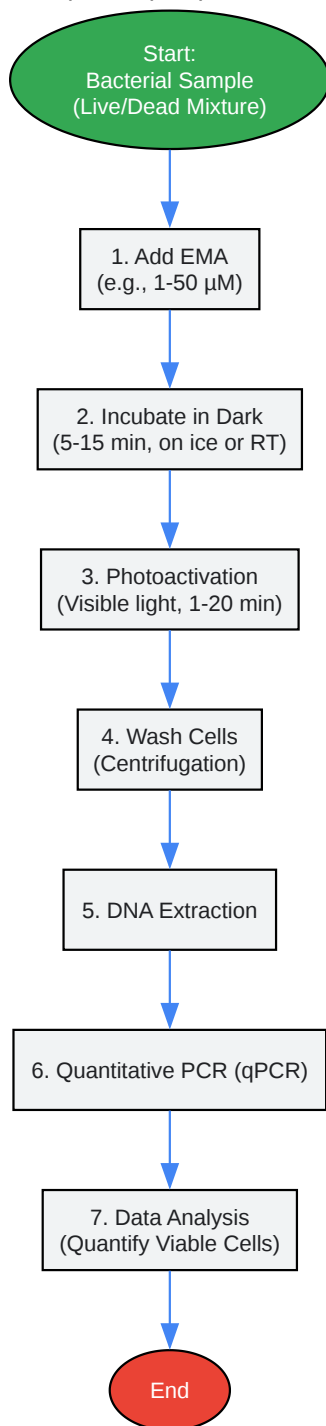 Start:
Bacterial Sample
(Live/Dead Mixture)
1. Add EMA
(e.g., 1-50 µM)
2. Incubate in Dark
(5-15 min, on ice or RT)
3. Photoactivation
(Visible light, 1-20 min)
4. Wash Cells
(Centrifugation)
5. DNA Extraction
6. Quantitative PCR (qPCR)
7. Data Analysis
(Quantify Viable Cells)
End